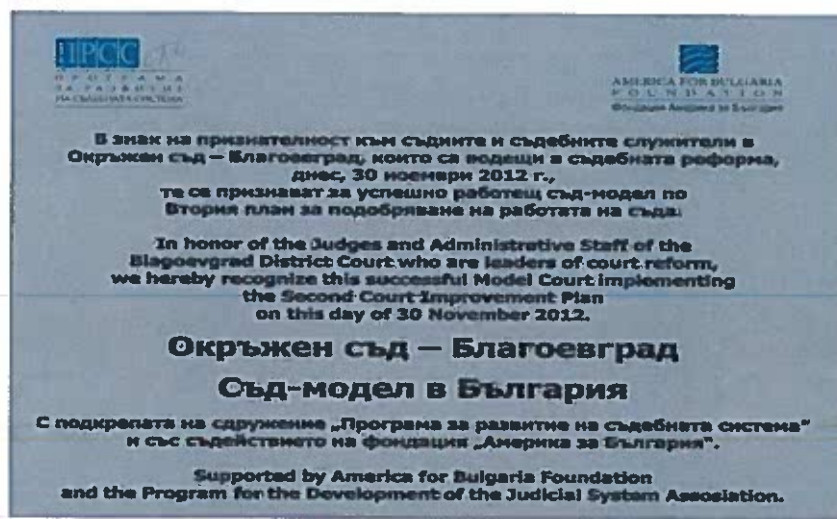 ПРСС
ПРОГРАМА
ЗА РАЗВИТИЕ
НА СЪДЕБНАТА СИСТЕМА
AMERICA FOR BULGARIA
FOUNDATION
Фондация Америка за България
В знак на признателност към съдиите и съдебните служители в
Окръжен съд – Благоевград, които са водещи в съдебната реформа,
днес, 30 ноември 2012 г.,
те се признават за успешно работещ съд-модел по
Втория план за подобряване на работата на съда.
In honor of the Judges and Administrative Staff of the
Blagoevgrad District Court who are leaders of court reform,
we hereby recognize this successful Model Court implementing
the Second Court Improvement Plan
on this day of 30 November 2012.
Окръжен съд – Благоевград
Съд-модел в България
С подкрепата на сдружение „Програма за развитие на съдебната система“
и със съдействието на фондация „Америка за България“.
Supported by America for Bulgaria Foundation
and the Program for the Development of the Judicial System Assosiation.